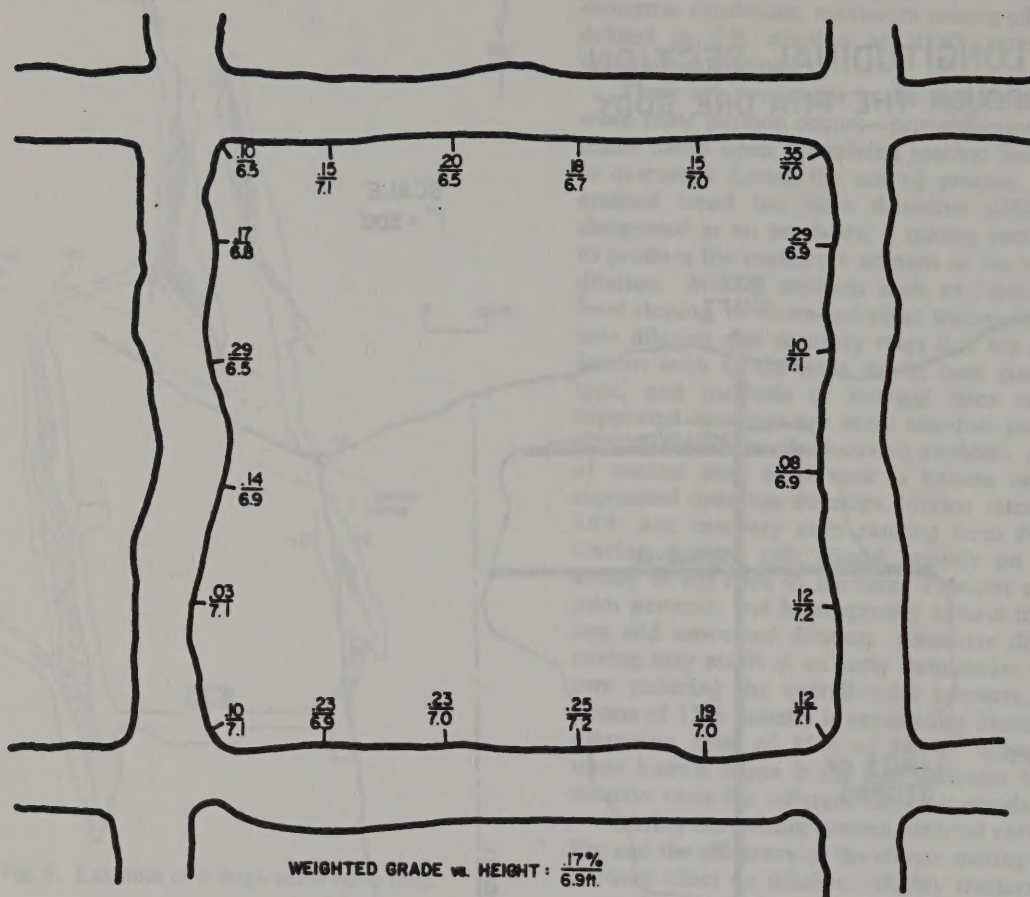 .10 .15 .20 .18 .15 .35
6.5 7.1 6.5 6.7 7.0 7.0
.17 .29
6.8 6.9
.29 .10
6.5 7.1
.14 .08
6.9 6.9
.03 .12
7.1 7.2
.10 .23 .23 .25 .19 .12
7.1 6.9 7.0 7.2 7.0 7.1
WEIGHTED GRADE vs. HEIGHT : .17%
6.9ft.